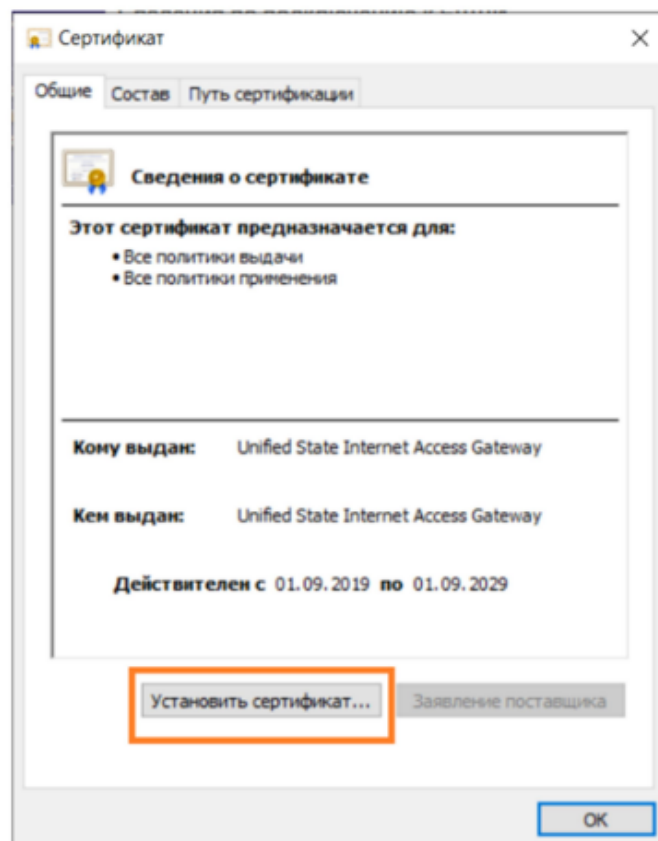 Сертификат
Общие Состав Путь сертификации
Сведения о сертификате
Этот сертификат предназначается для:
• Все политики выдачи
• Все политики применения
Кому выдан: Unified State Internet Access Gateway
Кем выдан: Unified State Internet Access Gateway
Действителен с 01.09.2019 по 01.09.2029
Установить сертификат... Заявление поставщика
ОК